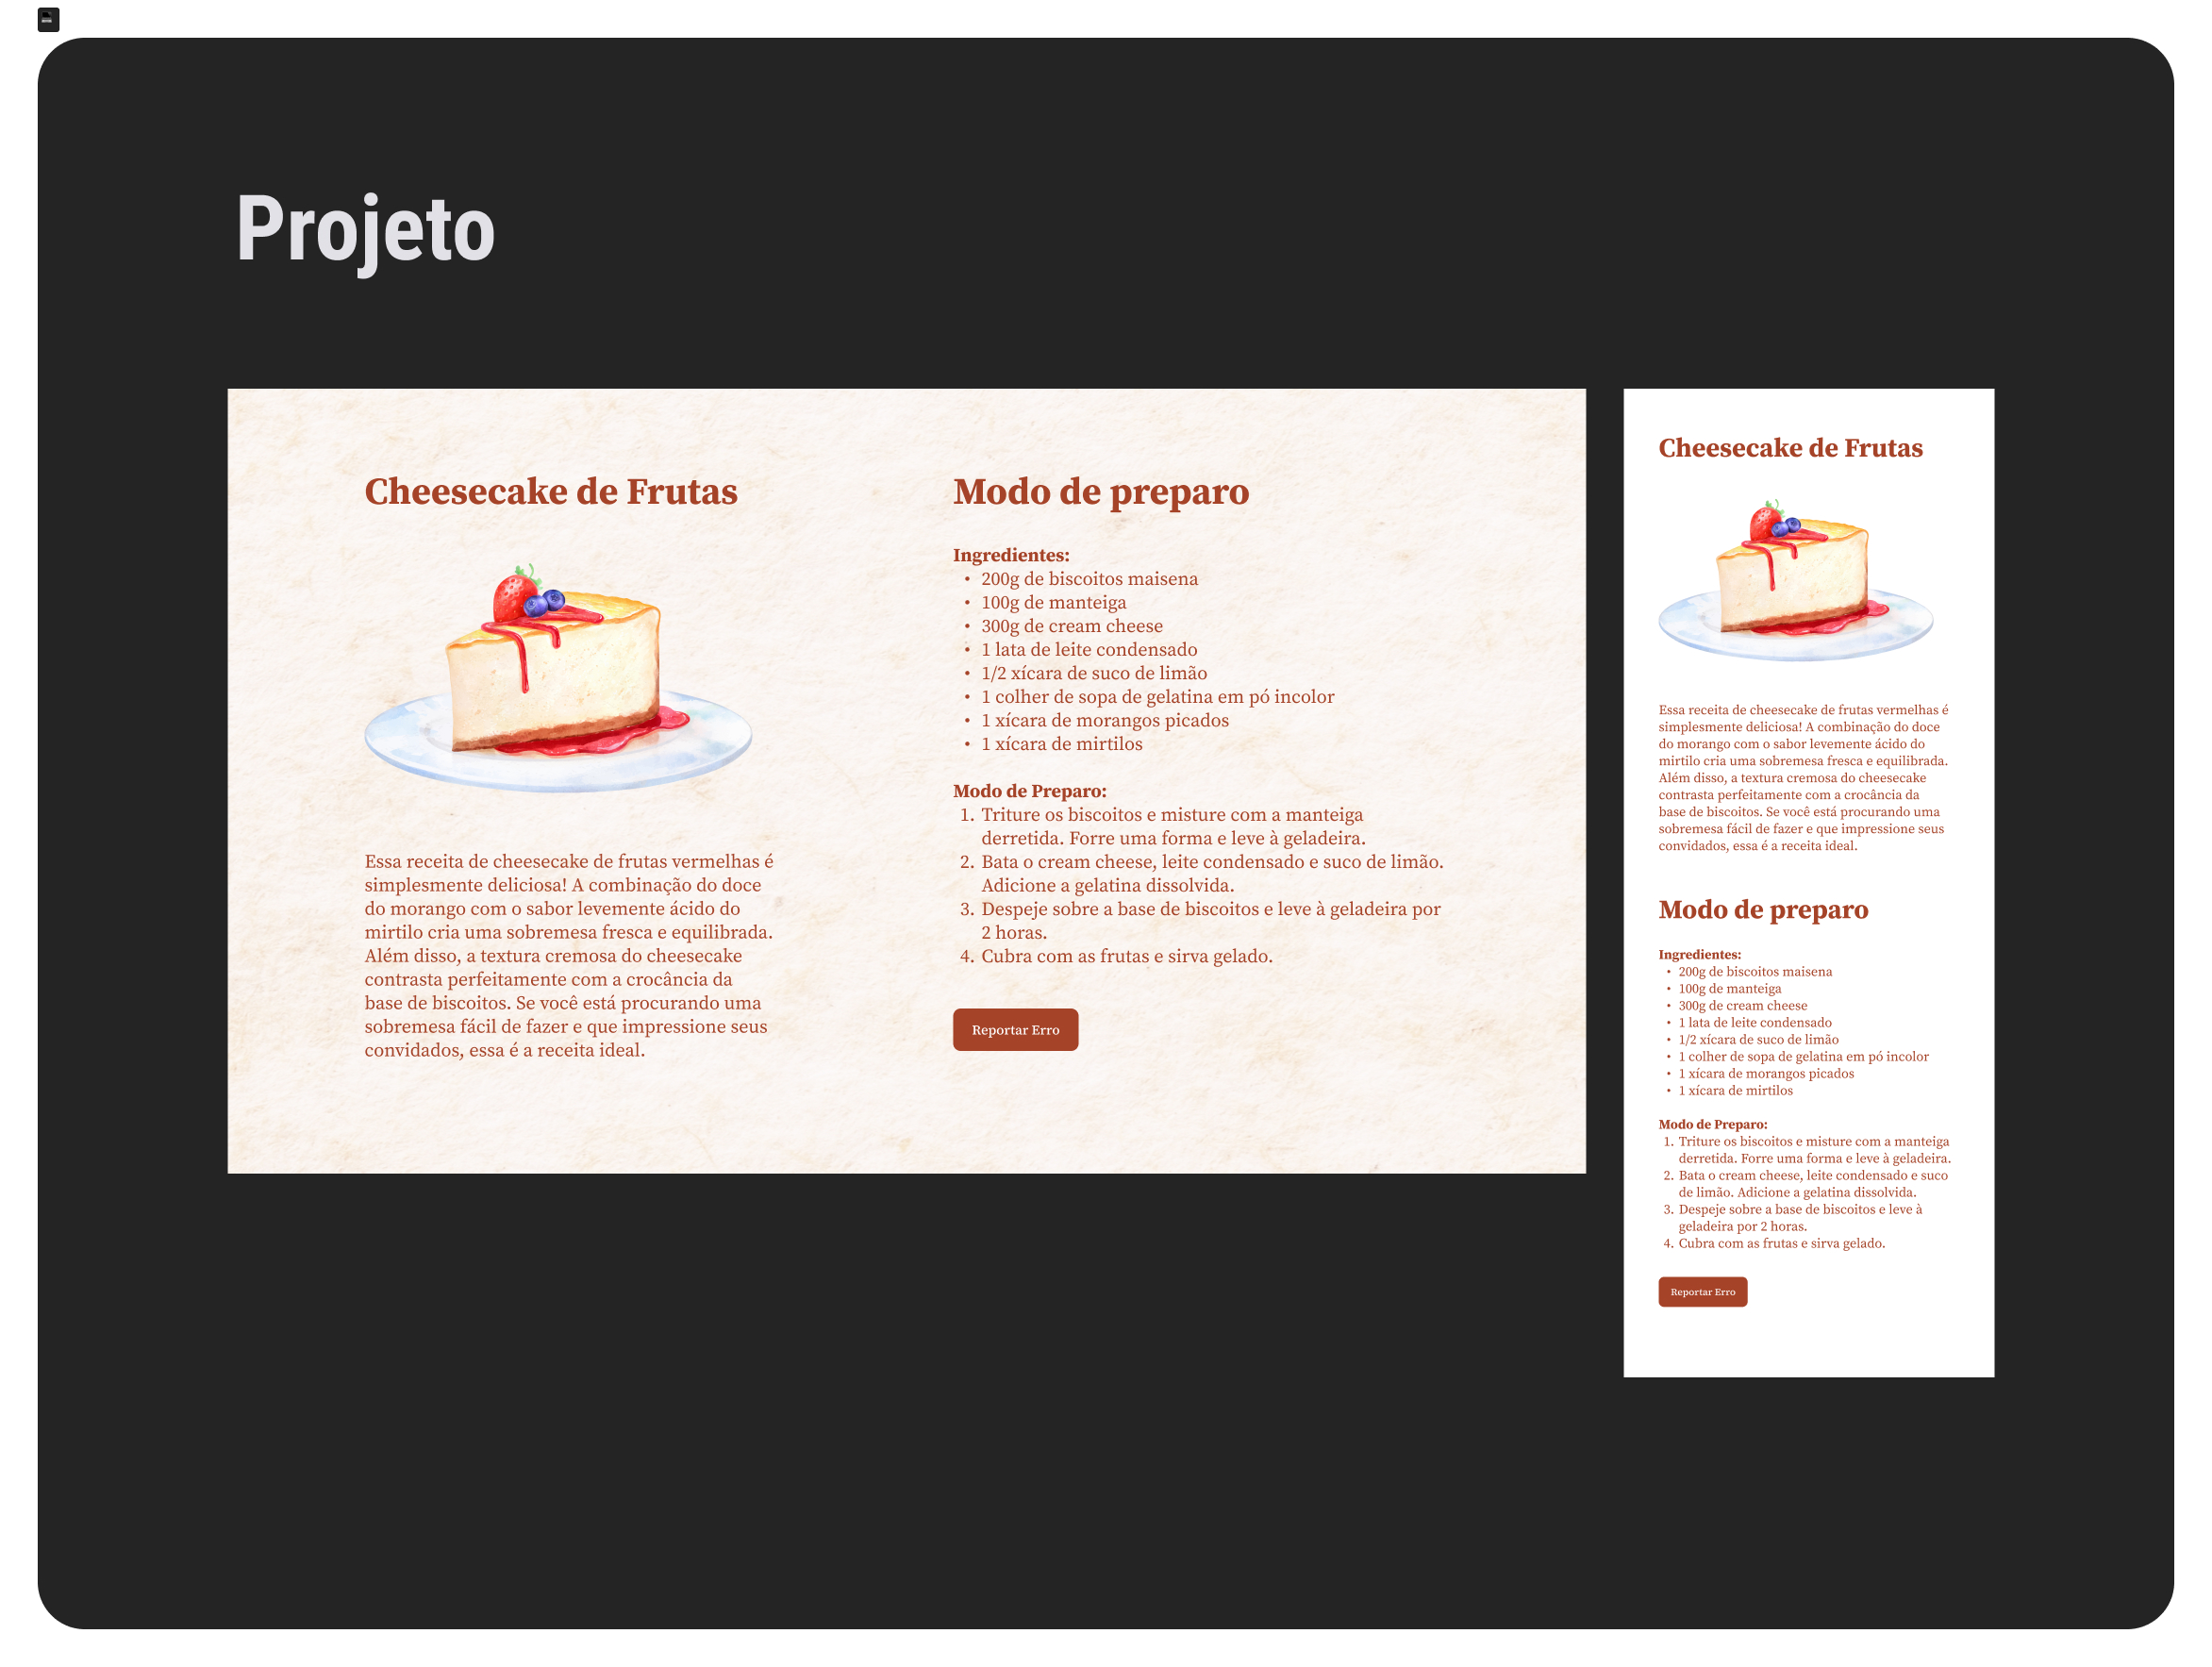 Projeto
Cheesecake de Frutas
Essa receita de cheesecake de frutas vermelhas é
simplesmente deliciosa! A combinação do doce
do morango com o sabor levemente ácido do
mirtilo cria uma sobremesa fresca e equilibrada.
Além disso, a textura cremosa do cheesecake
contrasta perfeitamente com a crocância da
base de biscoitos. Se você está procurando uma
sobremesa fácil de fazer e que impressione seus
convidados, essa é a receita ideal.
Modo de preparo
Ingredientes:
• 200g de biscoitos maisena
• 100g de manteiga
• 300g de cream cheese
• 1 lata de leite condensado
• 1/2 xícara de suco de limão
• 1 colher de sopa de gelatina em pó incolor
• 1 xícara de morangos picados
• 1 xícara de mirtilos
Modo de Preparo:
1. Triture os biscoitos e misture com a manteiga
derretida. Forre uma forma e leve à geladeira.
2. Bata o cream cheese, leite condensado e suco de limão.
Adicione a gelatina dissolvida.
3. Despeje sobre a base de biscoitos e leve à geladeira por
2 horas.
4. Cubra com as frutas e sirva gelado.
Reportar Erro
Cheesecake de Frutas
Essa receita de cheesecake de frutas vermelhas é
simplesmente deliciosa! A combinação do doce
do morango com o sabor levemente ácido do
mirtilo cria uma sobremesa fresca e equilibrada.
Além disso, a textura cremosa do cheesecake
contrasta perfeitamente com a crocância da
base de biscoitos. Se você está procurando uma
sobremesa fácil de fazer e que impressione seus
convidados, essa é a receita ideal.
Modo de preparo
Ingredientes:
• 200g de biscoitos maisena
• 100g de manteiga
• 300g de cream cheese
• 1 lata de leite condensado
• 1/2 xícara de suco de limão
• 1 colher de sopa de gelatina em pó incolor
• 1 xícara de morangos picados
• 1 xícara de mirtilos
Modo de Preparo:
1. Triture os biscoitos e misture com a manteiga
derretida. Forre uma forma e leve à geladeira.
2. Bata o cream cheese, leite condensado e suco
de limão. Adicione a gelatina dissolvida.
3. Despeje sobre a base de biscoitos e leve à
geladeira por 2 horas.
4. Cubra com as frutas e sirva gelado.
Reportar Erro